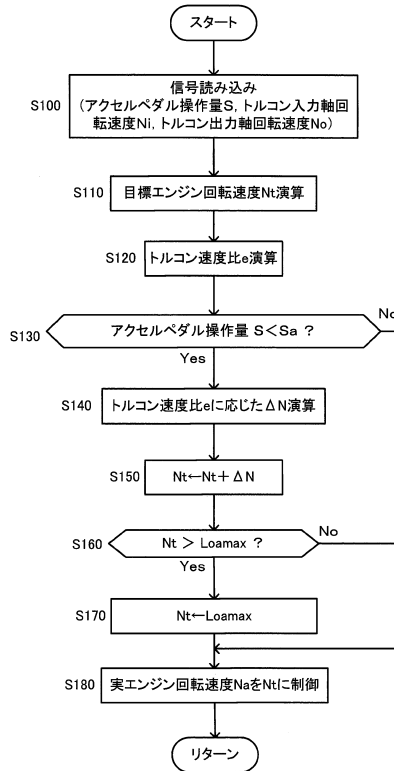 スタート
S100
信号読み込み
(アクセルペダル操作量S, トルコン入力軸回
転速度Ni, トルコン出力軸回転速度No)
S110
目標エンジン回転速度Nt演算
S120
トルコン速度比e演算
S130
アクセルペダル操作量 S<Sa ?
No
Yes
S140
トルコン速度比eに応じたΔN演算
S150
Nt←Nt+ΔN
S160
Nt > Loamax ?
No
Yes
S170
Nt←Loamax
S180
実エンジン回転速度NaをNtに制御
リターン